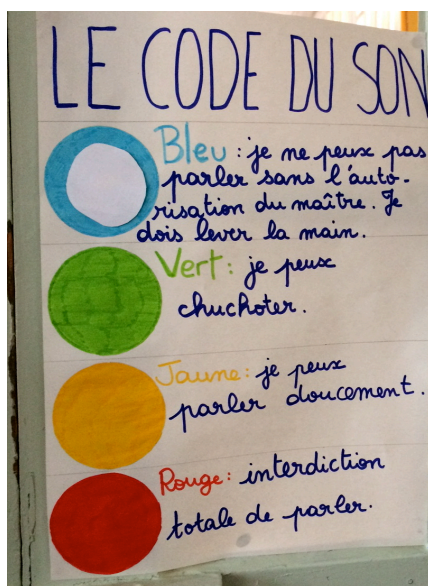 LE CODE DU SON
Bleu : je ne peux pas
parler sans l'auto-
risation du maître. Je
dois lever la main.
Vert : je peux
chuchoter.
Jaune : je peux
parler doucement.
Rouge : interdiction
totale de parler.